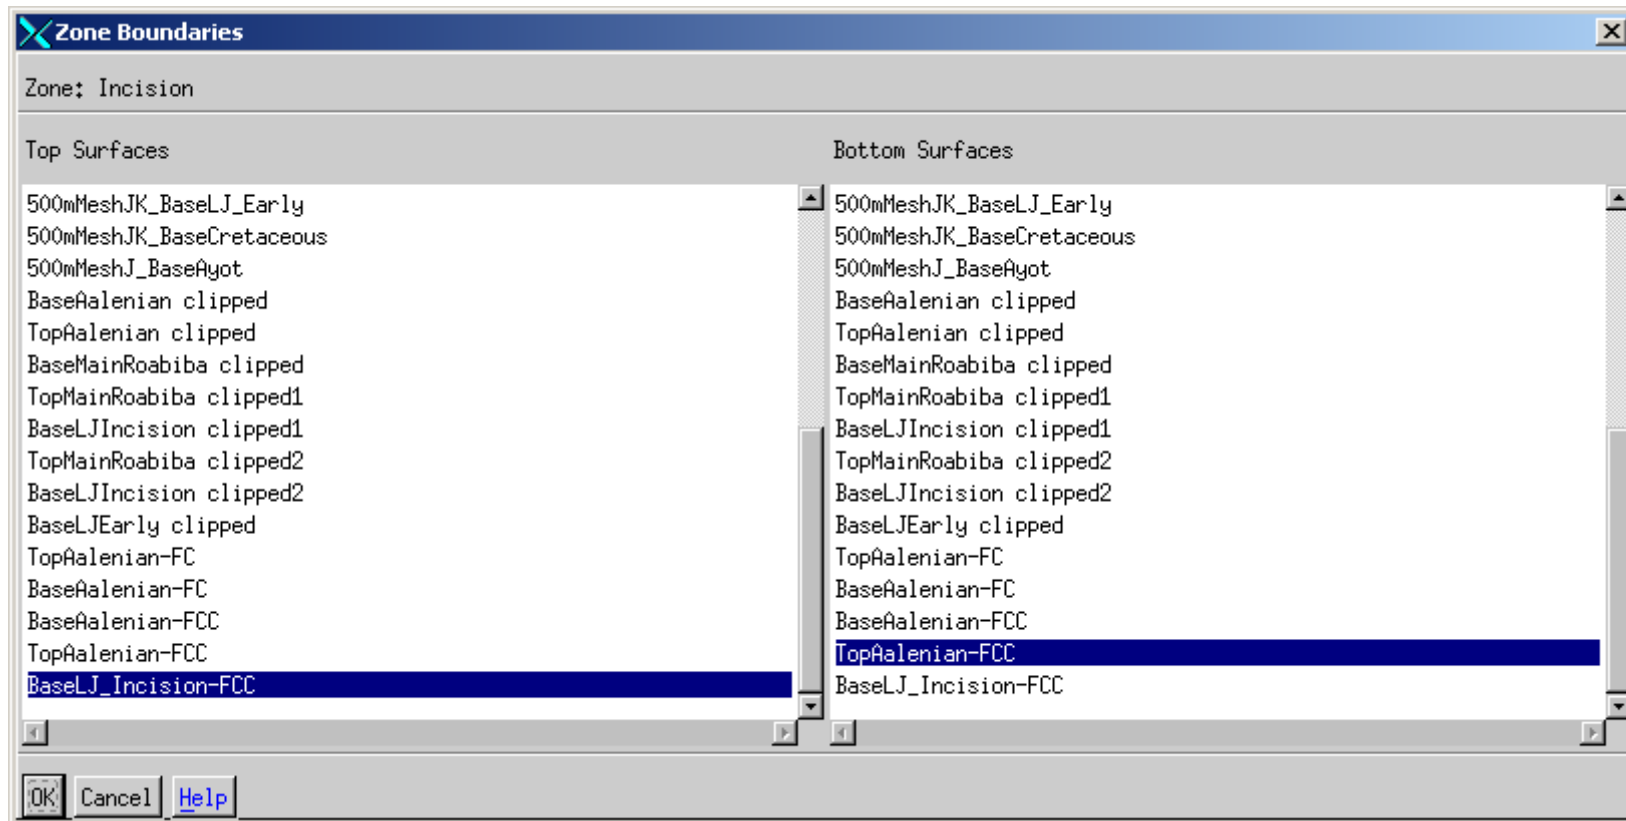 Zone Boundaries
Zone: Incision
Top Surfaces
500mMeshJK_BaseLJ_Early
500mMeshJK_BaseCretaceous
500mMeshJ_BaseAyot
BaseAalenian clipped
TopAalenian clipped
BaseMainRoabiba clipped
TopMainRoabiba clipped1
BaseLJIncision clipped1
TopMainRoabiba clipped2
BaseLJIncision clipped2
BaseLJEarly clipped
TopAalenian-FC
BaseAalenian-FC
BaseAalenian-FCC
TopAalenian-FCC
BaseLJ_Incision-FCC
Bottom Surfaces
500mMeshJK_BaseLJ_Early
500mMeshJK_BaseCretaceous
500mMeshJ_BaseAyot
BaseAalenian clipped
TopAalenian clipped
BaseMainRoabiba clipped
TopMainRoabiba clipped1
BaseLJIncision clipped1
TopMainRoabiba clipped2
BaseLJIncision clipped2
BaseLJEarly clipped
TopAalenian-FC
BaseAalenian-FC
BaseAalenian-FCC
TopAalenian-FCC
BaseLJ_Incision-FCC
OK Cancel Help